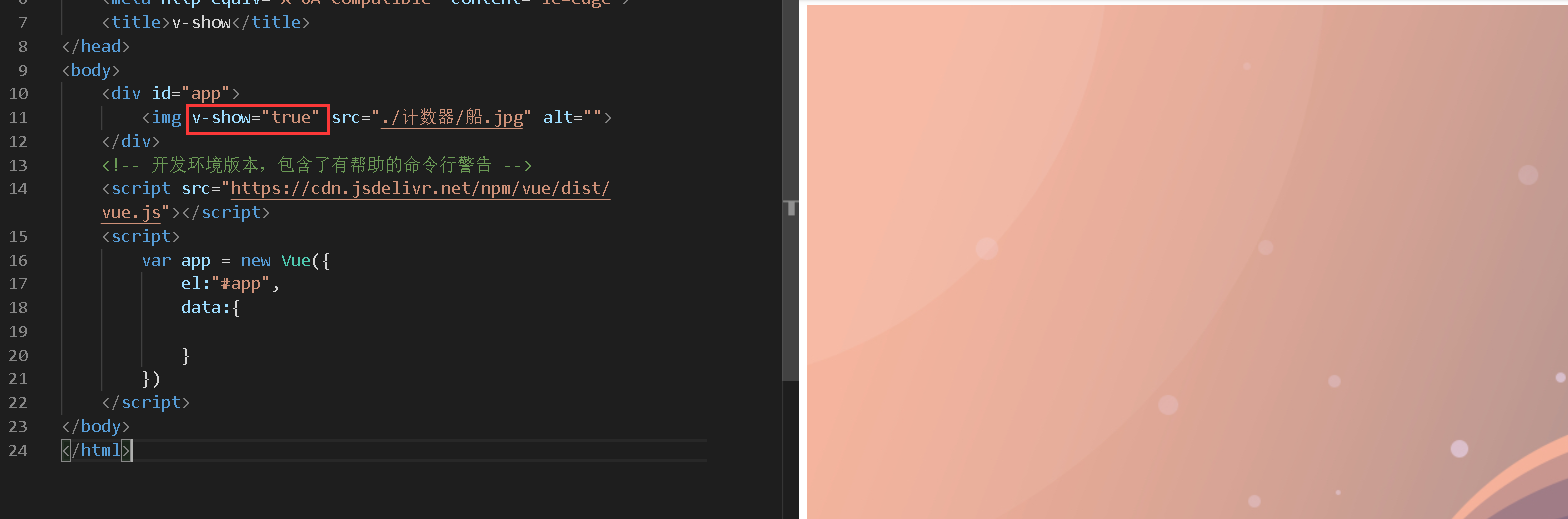 6 <meta http-equiv="X-UA-Compatible" content="ie=edge">
7 <title>v-show</title>
8 </head>
9 <body>
10 <div id="app">
11 <img v-show="true" src="./计数器/船.jpg" alt="">
12 </div>
13 <!-- 开发环境版本，包含了有帮助的命令行警告 -->
14 <script src="https://cdn.jsdelivr.net/npm/vue/dist/
vue.js"></script>
15 <script>
16 var app = new Vue({
17 el:"#app",
18 data:{
19
20 }
21 })
22 </script>
23 </body>
24 </html>